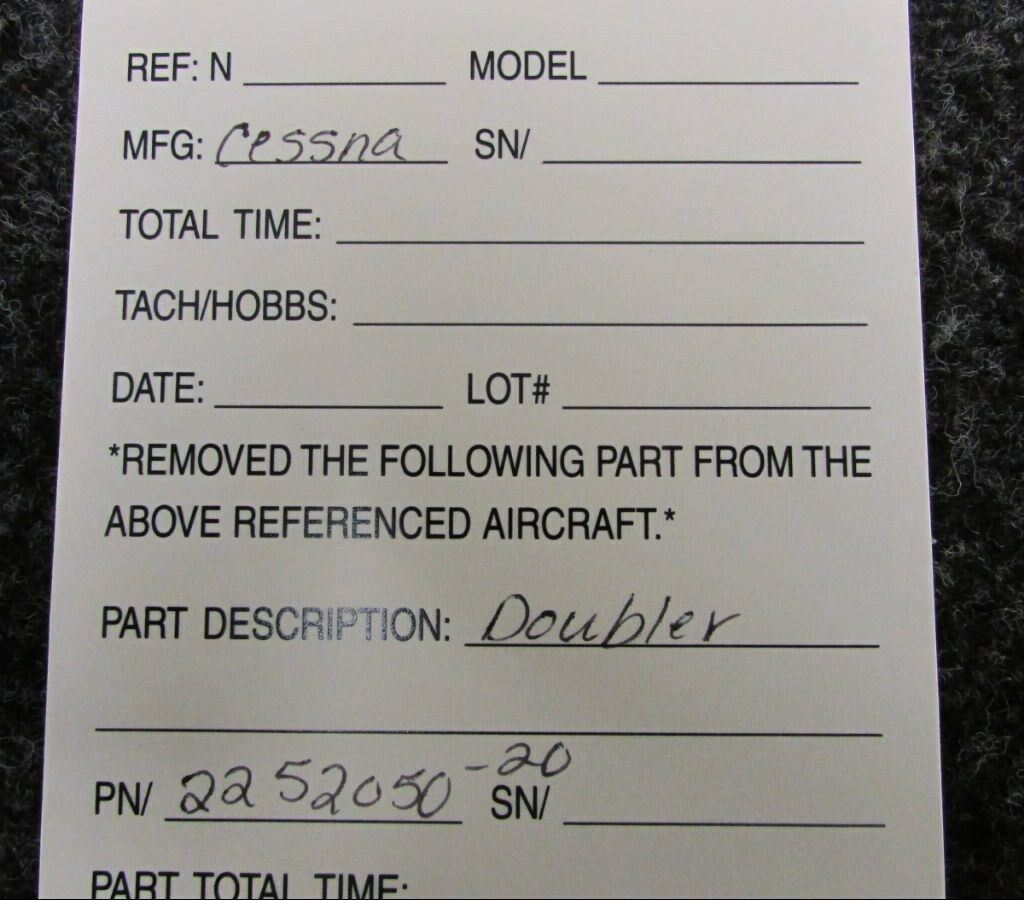 REF: N MODEL
MFG: Cessna SN/
TOTAL TIME:
TACH/HOBBS:
DATE: LOT#
*REMOVED THE FOLLOWING PART FROM THE
ABOVE REFERENCED AIRCRAFT.*
PART DESCRIPTION: Doubler
PN/ 2252050-20 SN/
PART TOTAL TIME: